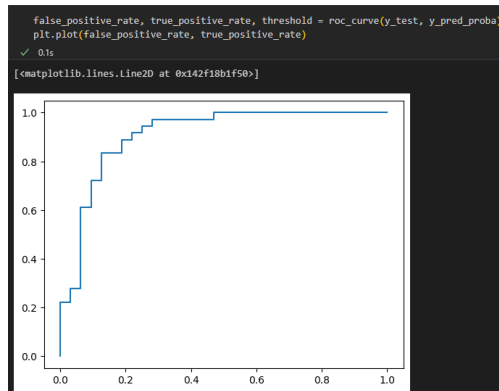 false_positive_rate, true_positive_rate, threshold = roc_curve(y_test, y_pred_proba)
plt.plot(false_positive_rate, true_positive_rate)
✓ 0.1s
[<matplotlib.lines.Line2D at 0x142f18b1f50>]
1.0
0.8
0.6
0.4
0.2
0.0
0.0 0.2 0.4 0.6 0.8 1.0